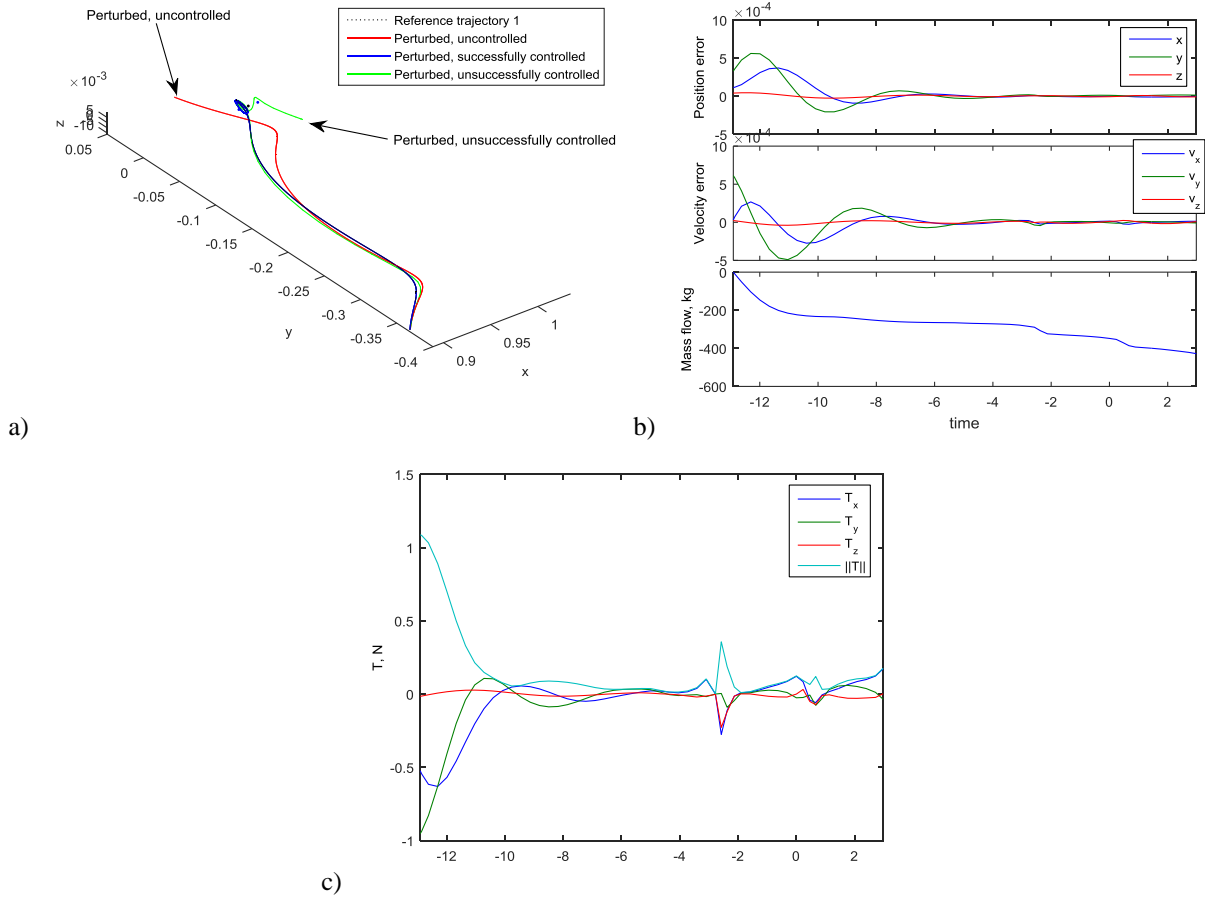 Perturbed, uncontrolled
Reference trajectory 1
Perturbed, uncontrolled
Perturbed, successfully controlled
Perturbed, unsuccessfully controlled
× 10^-3
5
0
-5
-10
z
0.05
0
-0.05
-0.1
-0.15
-0.2
-0.25
-0.3
-0.35
-0.4
y
0.9
0.95
1
x
Perturbed, unsuccessfully controlled
a)
× 10^-4
10
5
0
-5
Position error
x
y
z
× 10^-4
10
5
0
-5
Velocity error
v_x
v_y
v_z
0
-200
-400
-600
Mass flow, kg
-12 -10 -8 -6 -4 -2 0 2
time
b)
1.5
1
0.5
0
-0.5
-1
T, N
T_x
T_y
T_z
||T||
-12 -10 -8 -6 -4 -2 0 2
c)